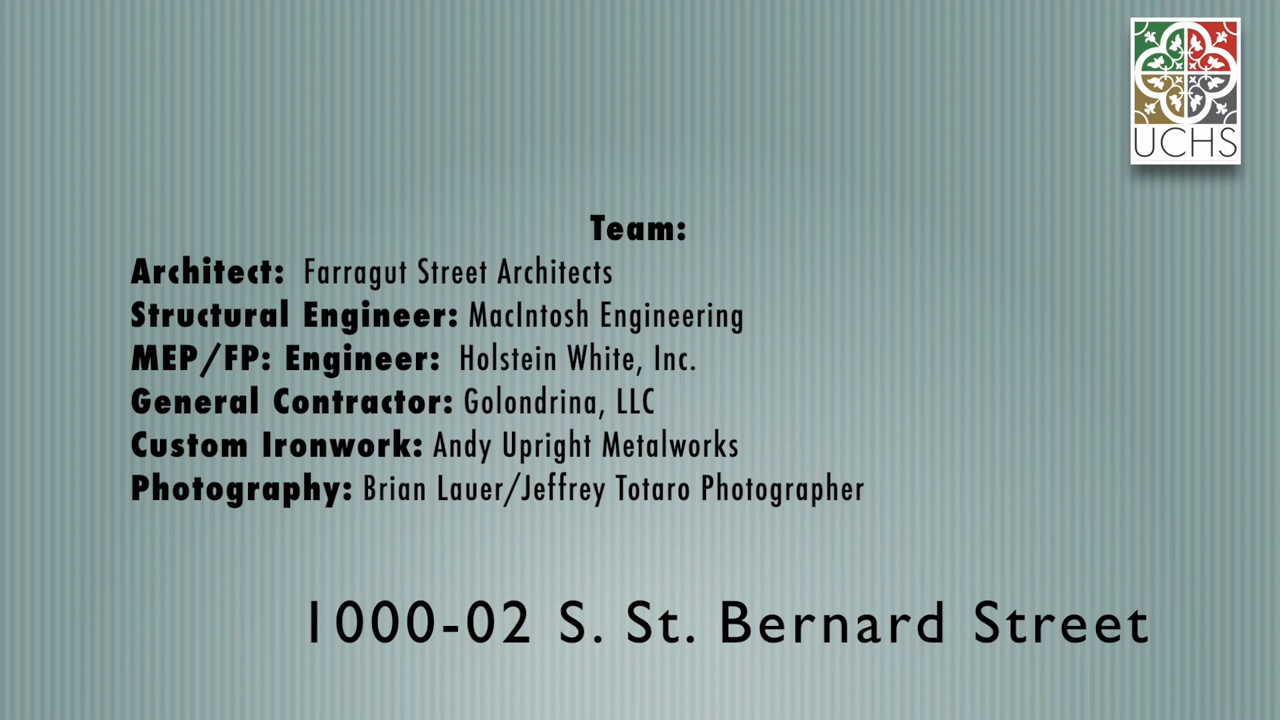 UCHS
Team:
Architect: Farragut Street Architects
Structural Engineer: MacIntosh Engineering
MEP/FP: Engineer: Holstein White, Inc.
General Contractor: Golondrina, LLC
Custom Ironwork: Andy Upright Metalworks
Photography: Brian Lauer/Jeffrey Totaro Photographer
1000-02 S. St. Bernard Street